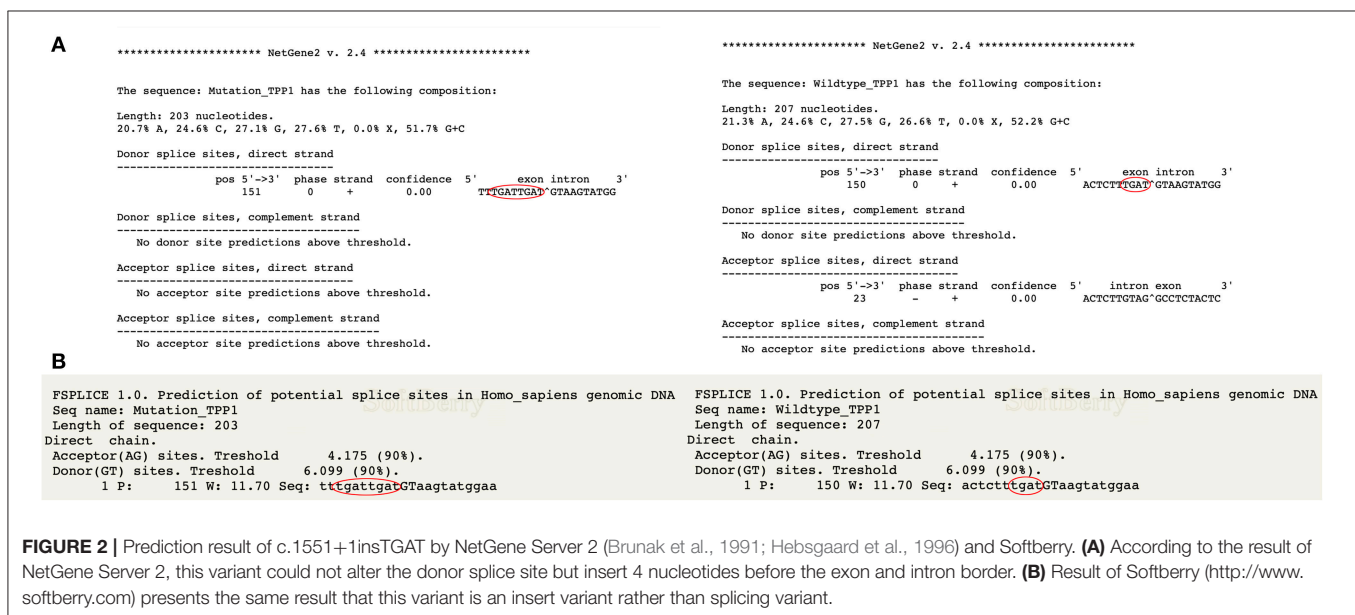 A
********************** NetGene2 v. 2.4 ************************
The sequence: Mutation_TPP1 has the following composition:
Length: 203 nucleotides.
20.7% A, 24.6% C, 27.1% G, 27.6% T, 0.0% X, 51.7% G+C
Donor splice sites, direct strand
---------------------------------
pos 5'->3' phase strand confidence 5' exon intron 3'
151 0 + 0.00 TTTGATTGAT^GTAAGTATGG
Donor splice sites, complement strand
-------------------------------------
No donor site predictions above threshold.
Acceptor splice sites, direct strand
------------------------------------
No acceptor site predictions above threshold.
Acceptor splice sites, complement strand
----------------------------------------
No acceptor site predictions above threshold.
********************** NetGene2 v. 2.4 ************************
The sequence: Wildtype_TPP1 has the following composition:
Length: 207 nucleotides.
21.3% A, 24.6% C, 27.5% G, 26.6% T, 0.0% X, 52.2% G+C
Donor splice sites, direct strand
---------------------------------
pos 5'->3' phase strand confidence 5' exon intron 3'
150 0 + 0.00 ACTCTTTGAT^GTAAGTATGG
Donor splice sites, complement strand
-------------------------------------
No donor site predictions above threshold.
Acceptor splice sites, direct strand
------------------------------------
pos 5'->3' phase strand confidence 5' intron exon 3'
23 - + 0.00 ACTCTTGTAG^GCCTCTACTC
Acceptor splice sites, complement strand
----------------------------------------
No acceptor site predictions above threshold.
B
SoftBerry
FSPLICE 1.0. Prediction of potential splice sites in Homo_sapiens genomic DNA
Seq name: Mutation_TPP1
Length of sequence: 203
Direct chain.
Acceptor(AG) sites. Treshold 4.175 (90%).
Donor(GT) sites. Treshold 6.099 (90%).
1 P: 151 W: 11.70 Seq: tttgattgatGTaagtatggaa
SoftBerry
FSPLICE 1.0. Prediction of potential splice sites in Homo_sapiens genomic DNA
Seq name: Wildtype_TPP1
Length of sequence: 207
Direct chain.
Acceptor(AG) sites. Treshold 4.175 (90%).
Donor(GT) sites. Treshold 6.099 (90%).
1 P: 150 W: 11.70 Seq: actctttgatGTaagtatggaa
FIGURE 2 | Prediction result of c.1551+1insTGAT by NetGene Server 2 (Brunak et al., 1991; Hebsgaard et al., 1996) and Softberry. (A) According to the result of
NetGene Server 2, this variant could not alter the donor splice site but insert 4 nucleotides before the exon and intron border. (B) Result of Softberry (http://www.
softberry.com) presents the same result that this variant is an insert variant rather than splicing variant.